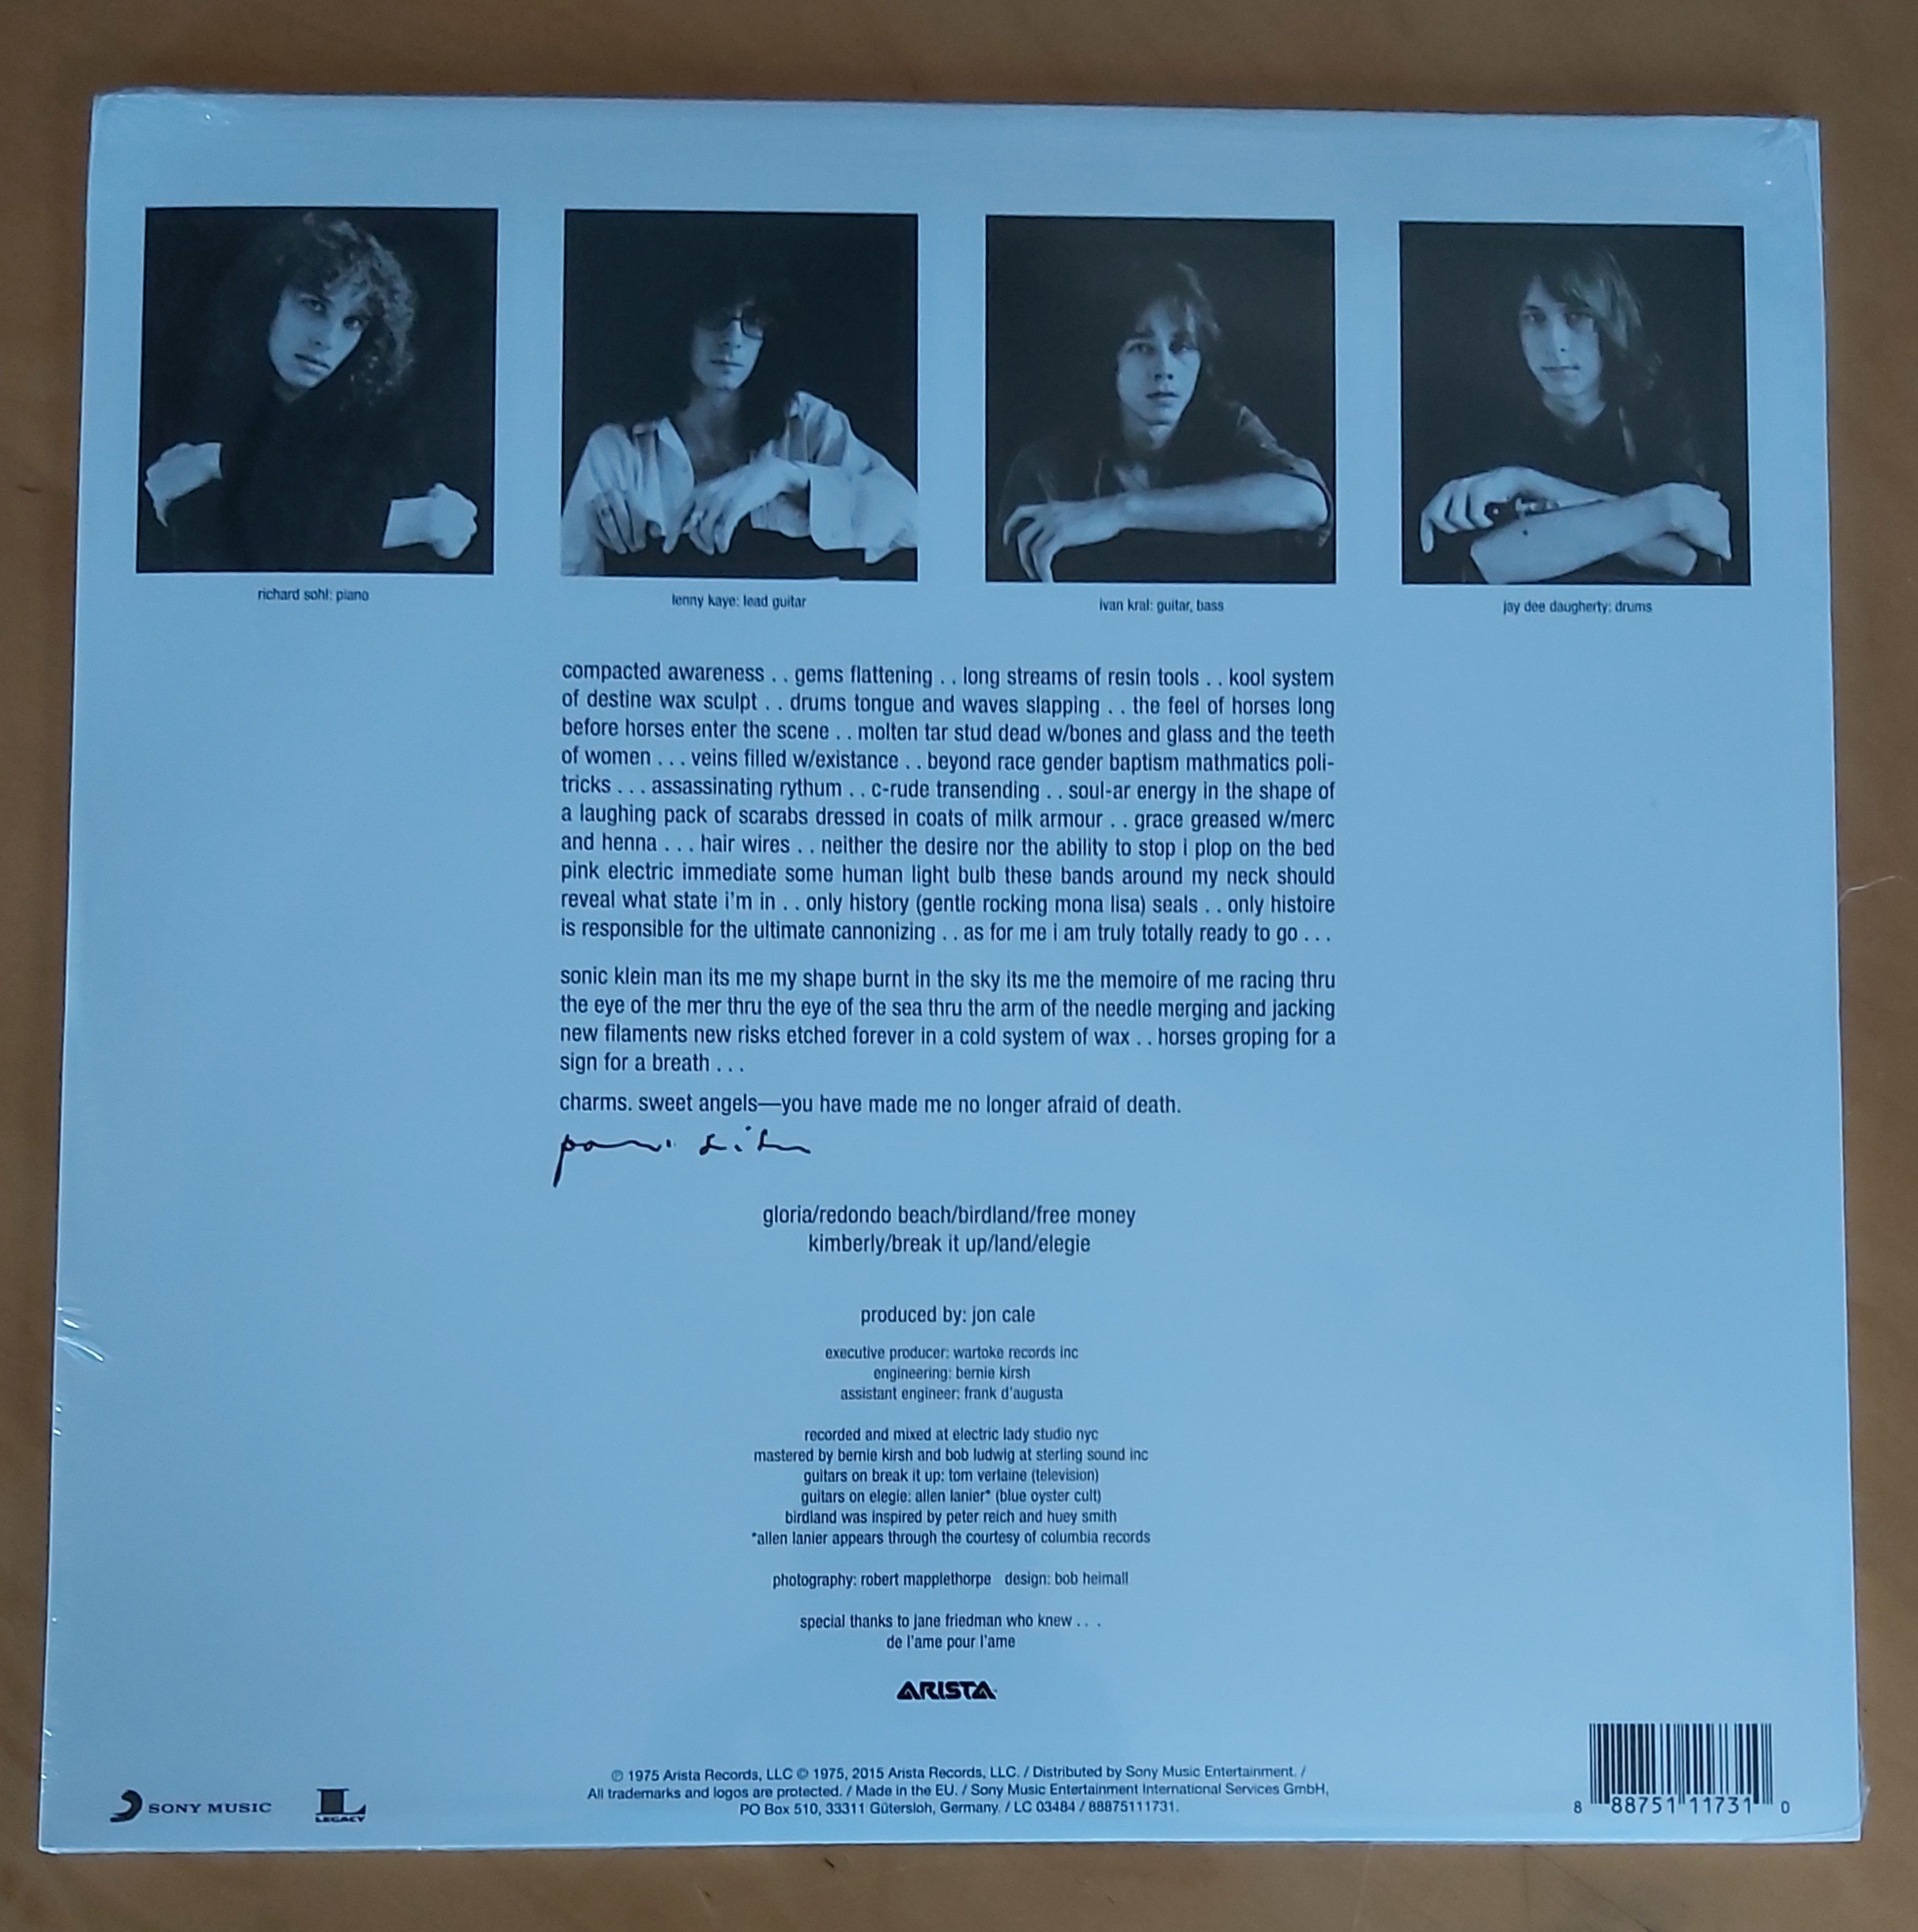 richard sohl: piano
lenny kaye: lead guitar
ivan kral: guitar, bass
jay dee daugherty: drums
compacted awareness . . gems flattening . . long streams of resin tools . . kool system
of destine wax sculpt . . drums tongue and waves slapping . . the feel of horses long
before horses enter the scene . . molten tar stud dead w/bones and glass and the teeth
of women . . . veins filled w/existance . . beyond race gender baptism mathmatics poli-
tricks . . . assassinating rythum . . c-rude transending . . soul-ar energy in the shape of
a laughing pack of scarabs dressed in coats of milk armour . . grace greased w/merc
and henna . . . hair wires . . neither the desire nor the ability to stop i plop on the bed
pink electric immediate some human light bulb these bands around my neck should
reveal what state i'm in . . only history (gentle rocking mona lisa) seals . . only histoire
is responsible for the ultimate cannonizing . . as for me i am truly totally ready to go . . .
sonic klein man its me my shape burnt in the sky its me the memoire of me racing thru
the eye of the mer thru the eye of the sea thru the arm of the needle merging and jacking
new filaments new risks etched forever in a cold system of wax . . horses groping for a
sign for a breath . . .
charms. sweet angels—you have made me no longer afraid of death.
gloria/redondo beach/birdland/free money
kimberly/break it up/land/elegie
produced by: jon cale
executive producer: wartoke records inc
engineering: bernie kirsh
assistant engineer: frank d'augusta
recorded and mixed at electric lady studio nyc
mastered by bernie kirsh and bob ludwig at sterling sound inc
guitars on break it up: tom verlaine (television)
guitars on elegie: allen lanier* (blue oyster cult)
birdland was inspired by peter reich and huey smith
*allen lanier appears through the courtesy of columbia records
photography: robert mapplethorpe design: bob heimall
special thanks to jane friedman who knew . . .
de l'ame pour l'ame
ARISTA
SONY MUSIC
L
LEGACY
℗ 1975 Arista Records, LLC © 1975, 2015 Arista Records, LLC. / Distributed by Sony Music Entertainment. /
All trademarks and logos are protected. / Made in the EU. / Sony Music Entertainment International Services GmbH,
PO Box 510, 33311 Gütersloh, Germany. / LC 03484 / 88875111731.
8 88751 11731 0